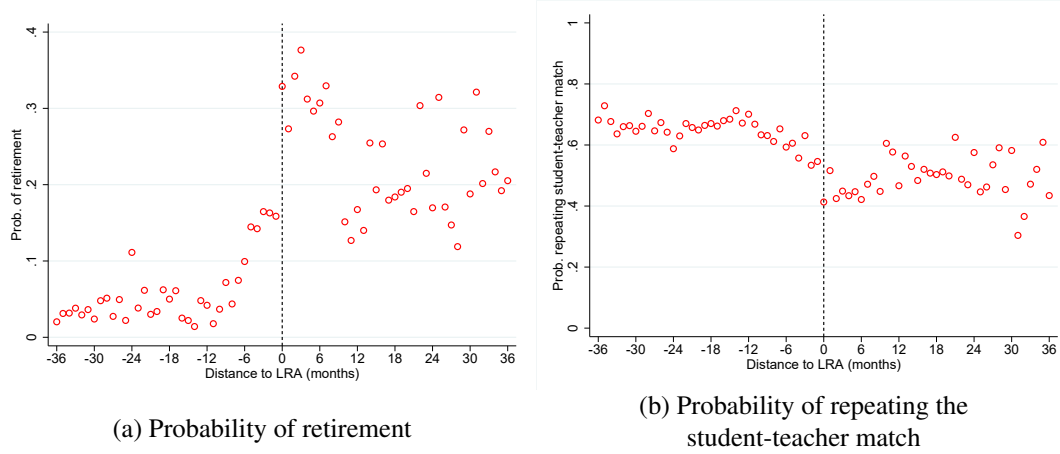 .4
.3
.2
.1
0
Prob. of retirement
-36 -30 -24 -18 -12 -6 0 6 12 18 24 30 36
Distance to LRA (months)
(a) Probability of retirement
1
.8
.6
.4
.2
0
Prob. repeating student-teacher match
-36 -30 -24 -18 -12 -6 0 6 12 18 24 30 36
Distance to LRA (months)
(b) Probability of repeating the
student-teacher match